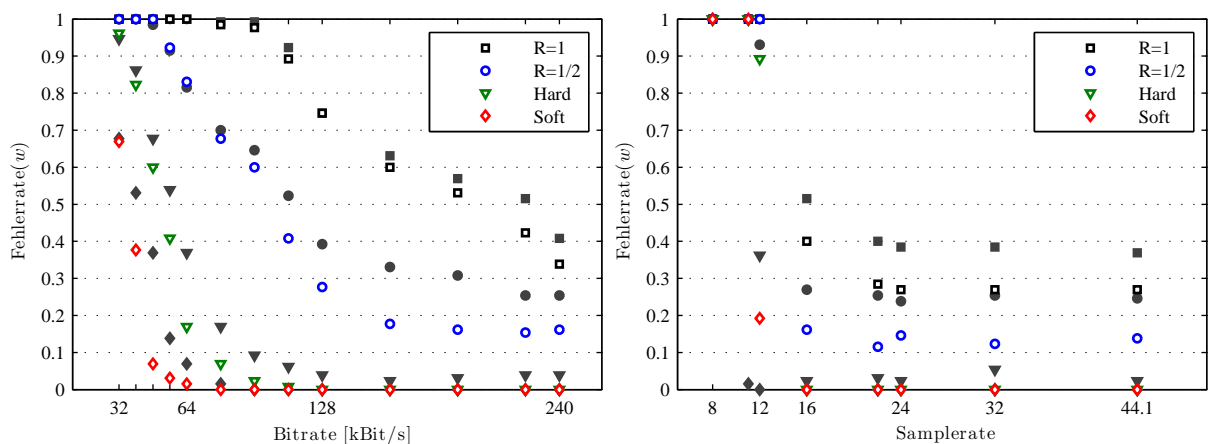 1
0.9
0.8
0.7
0.6
0.5
0.4
0.3
0.2
0.1
0
Fehlerrate(w)
R=1
R=1/2
Hard
Soft
32
64
128
240
Bitrate [kBit/s]
1
0.9
0.8
0.7
0.6
0.5
0.4
0.3
0.2
0.1
0
Fehlerrate(w)
R=1
R=1/2
Hard
Soft
8
12
16
24
32
44.1
Samplerate